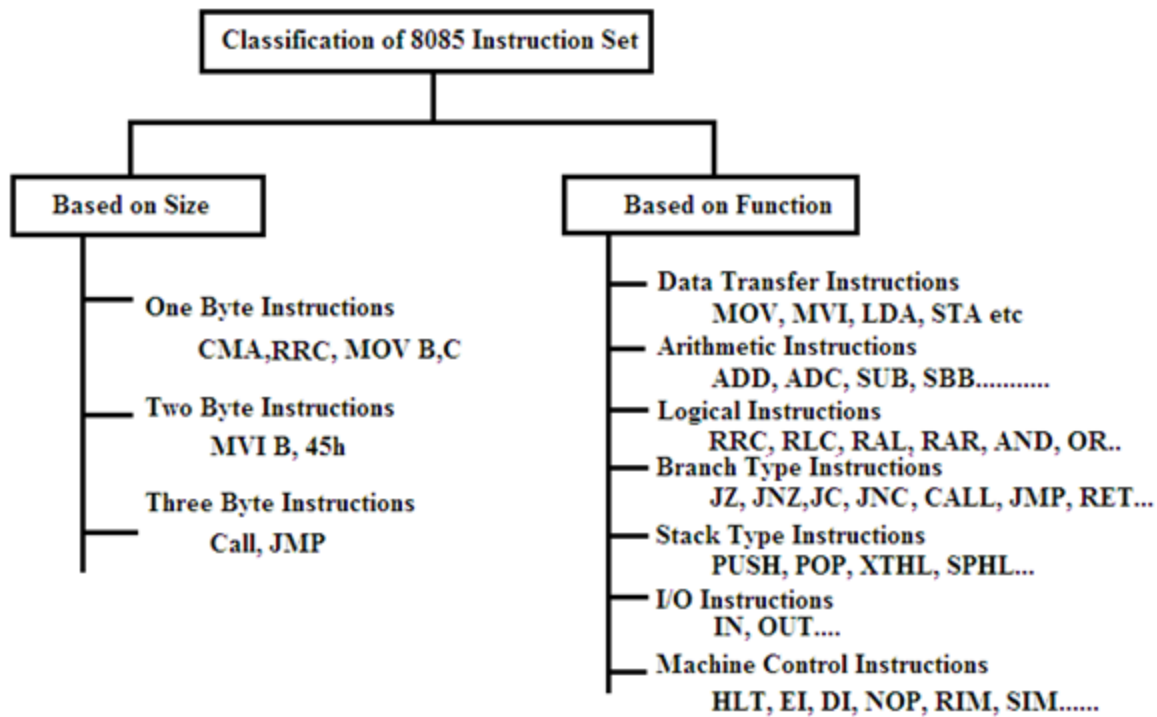 Classification of 8085 Instruction Set
Based on Size
One Byte Instructions
CMA,RRC, MOV B,C
Two Byte Instructions
MVI B, 45h
Three Byte Instructions
Call, JMP
Based on Function
Data Transfer Instructions
MOV, MVI, LDA, STA etc
Arithmetic Instructions
ADD, ADC, SUB, SBB...........
Logical Instructions
RRC, RLC, RAL, RAR, AND, OR..
Branch Type Instructions
JZ, JNZ,JC, JNC, CALL, JMP, RET...
Stack Type Instructions
PUSH, POP, XTHL, SPHL...
I/O Instructions
IN, OUT....
Machine Control Instructions
HLT, EI, DI, NOP, RIM, SIM......